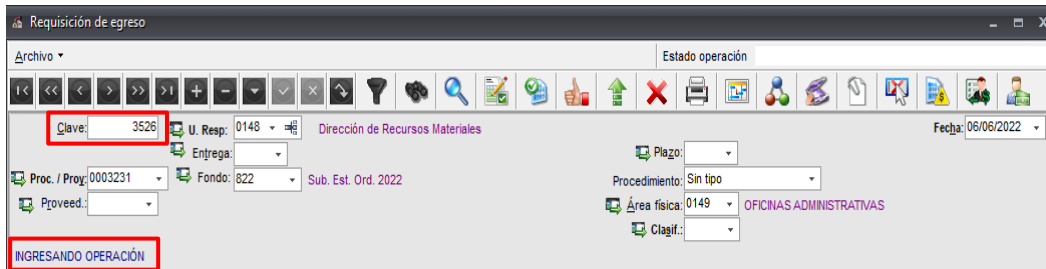 Requisición de egreso
Archivo
Estado operación
Clave: 3526 U. Resp: 0148 Dirección de Recursos Materiales Fecha: 06/06/2022
Entrega: Plazo:
Proc. / Proy: 0003231 Fondo: 822 Sub. Est. Ord. 2022 Procedimiento: Sin tipo
Proveed.: Área física: 0149 OFICINAS ADMINISTRATIVAS
Clasif.:
INGRESANDO OPERACIÓN